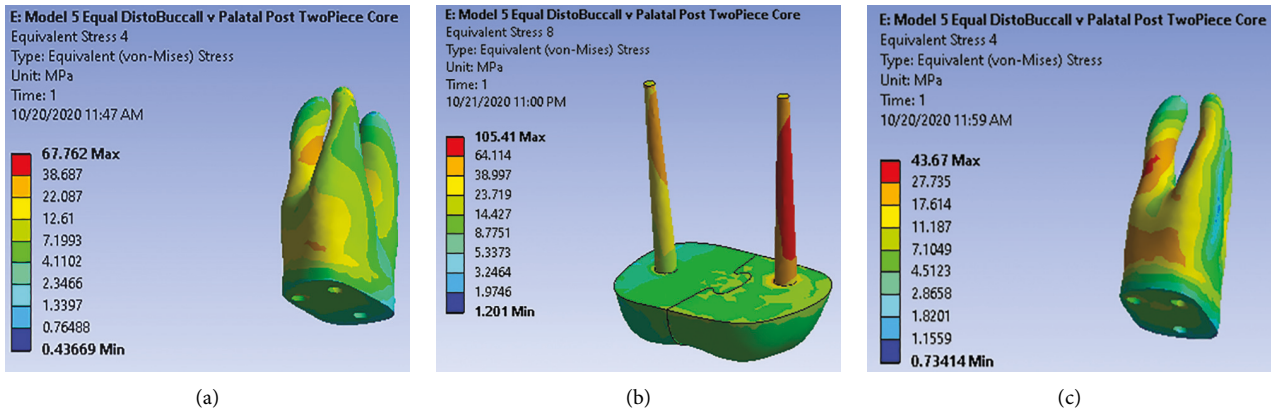 E: Model 5 Equal DistoBuccall v Palatal Post TwoPiece Core
Equivalent Stress 4
Type: Equivalent (von-Mises) Stress
Unit: MPa
Time: 1
10/20/2020 11:47 AM
67.762 Max
38.687
22.087
12.61
7.1993
4.1102
2.3466
1.3397
0.76488
0.43669 Min
(a)
E: Model 5 Equal DistoBuccall v Palatal Post TwoPiece Core
Equivalent Stress 8
Type: Equivalent (von-Mises) Stress
Unit: MPa
Time: 1
10/21/2020 11:00 PM
105.41 Max
64.114
38.997
23.719
14.427
8.7751
5.3373
3.2464
1.9746
1.201 Min
(b)
E: Model 5 Equal DistoBuccall v Palatal Post TwoPiece Core
Equivalent Stress 4
Type: Equivalent (von-Mises) Stress
Unit: MPa
Time: 1
10/20/2020 11:59 AM
43.67 Max
27.735
17.614
11.187
7.1049
4.5123
2.8658
1.8201
1.1559
0.73414 Min
(c)